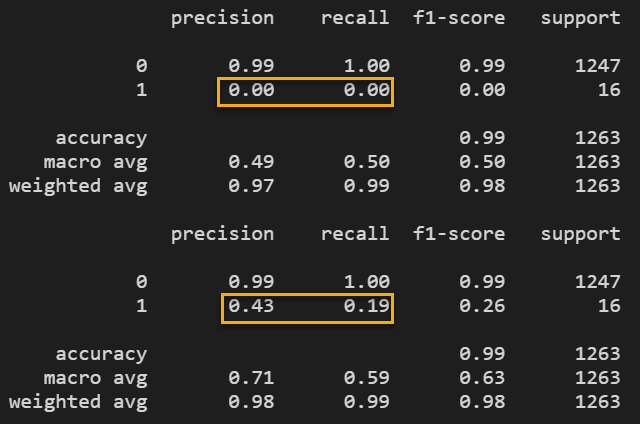 precision recall f1-score support
0 0.99 1.00 0.99 1247
1 0.00 0.00 0.00 16
accuracy 0.99 1263
macro avg 0.49 0.50 0.50 1263
weighted avg 0.97 0.99 0.98 1263
precision recall f1-score support
0 0.99 1.00 0.99 1247
1 0.43 0.19 0.26 16
accuracy 0.99 1263
macro avg 0.71 0.59 0.63 1263
weighted avg 0.98 0.99 0.98 1263